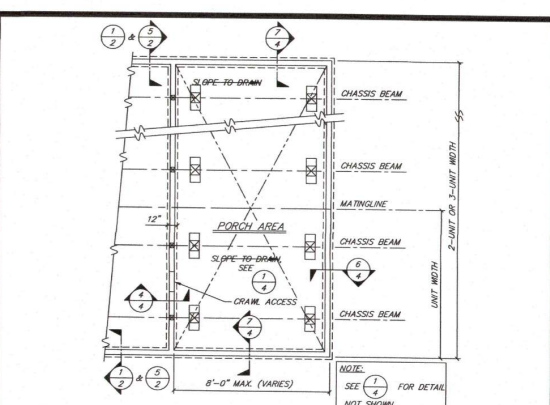 1
2
&
5
2
7
4
SLOPE TO DRAIN
CHASSIS BEAM
CHASSIS BEAM
MATINGLINE
12"
PORCH AREA
SLOPE TO DRAIN,
SEE
1
4
CHASSIS BEAM
6
4
4
4
CRAWL ACCESS
7
4
CHASSIS BEAM
2-UNIT OR 3-UNIT WIDTH
UNIT WIDTH
1
2
&
5
2
8'-0" MAX. (VARIES)
NOTE:
SEE 1/4 FOR DETAIL
NOT SHOWN